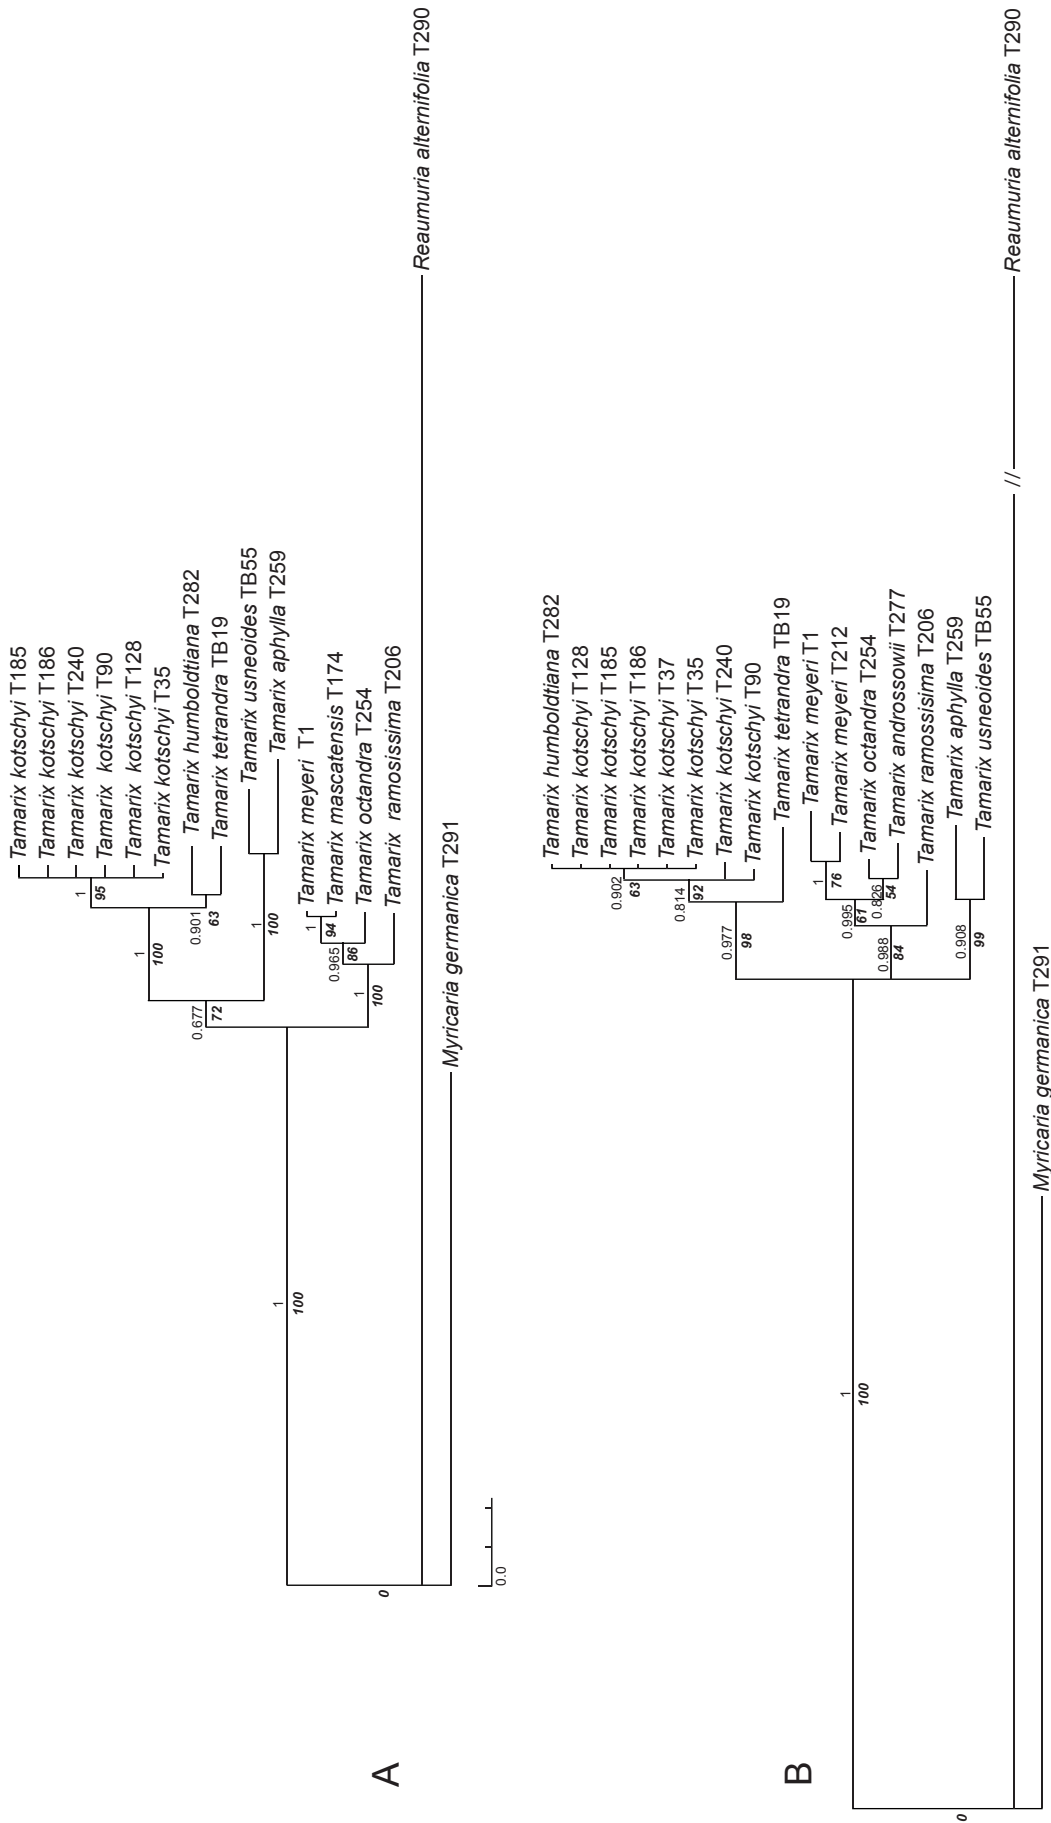 A
Tamarix kotschyi T185
Tamarix kotschyi T186
Tamarix kotschyi T240
Tamarix kotschyi T90
Tamarix kotschyi T128
Tamarix kotschyi T35
1
95
1
100
Tamarix humboldtiana T282
Tamarix tetrandra TB19
0.901
63
0.677
72
Tamarix usneoides TB55
Tamarix aphylla T259
1
100
1
100
Tamarix meyeri T1
Tamarix mascatensis T174
Tamarix octandra T254
Tamarix ramosissima T206
1
94
0.965
86
1
100
0
Reaumuria alternifolia T290
Myricaria germanica T291
0.0
B
Tamarix humboldtiana T282
Tamarix kotschyi T128
Tamarix kotschyi T185
Tamarix kotschyi T186
Tamarix kotschyi T37
Tamarix kotschyi T35
Tamarix kotschyi T240
Tamarix kotschyi T90
Tamarix tetrandra TB19
0.902
63
0.814
92
0.977
98
Tamarix meyeri T1
Tamarix meyeri T212
Tamarix octandra T254
Tamarix androssowii T277
Tamarix ramossisima T206
1
76
0.995
61
0.826
54
0.988
84
1
100
Tamarix aphylla T259
Tamarix usneoides TB55
0.908
99
0
//
Reaumuria alternifolia T290
Myricaria germanica T291